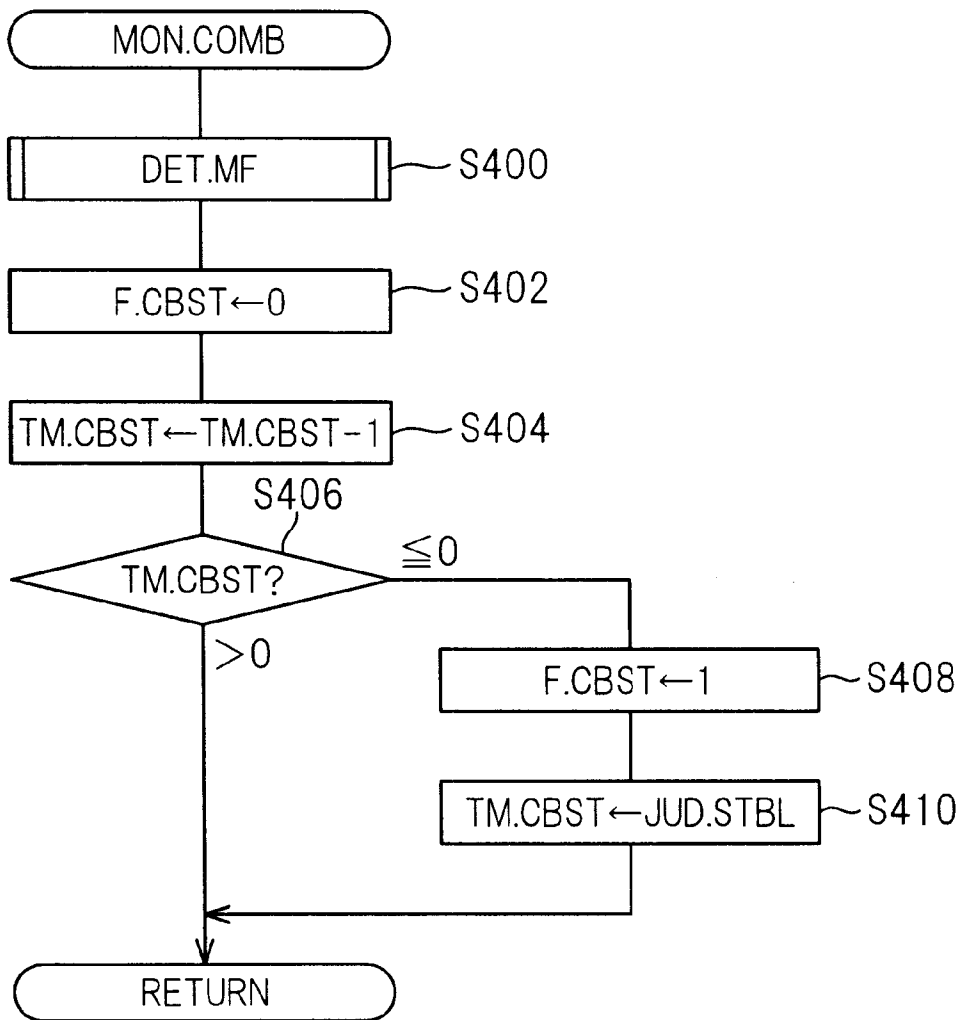 MON.COMB
DET.MF
S400
F.CBST←0
S402
TM.CBST←TM.CBST-1
S404
S406
TM.CBST?
≦0
>0
F.CBST←1
S408
TM.CBST←JUD.STBL
S410
RETURN